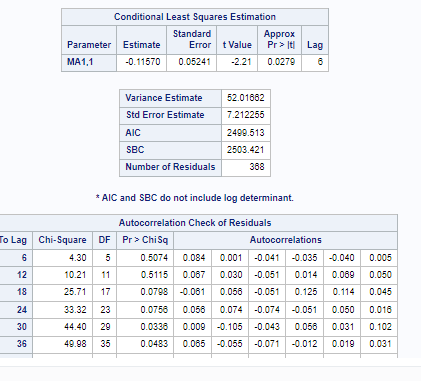 Conditional Least Squares Estimation
Parameter Estimate Standard Error t Value Approx Pr > |t| Lag
MA1,1 -0.11570 0.05241 -2.21 0.0279 6
Variance Estimate 52.01662
Std Error Estimate 7.212255
AIC 2499.513
SBC 2503.421
Number of Residuals 368
* AIC and SBC do not include log determinant.
Autocorrelation Check of Residuals
To Lag Chi-Square DF Pr > ChiSq Autocorrelations
6 4.30 5 0.5074 0.084 0.001 -0.041 -0.035 -0.040 0.005
12 10.21 11 0.5115 0.067 0.030 -0.051 0.014 0.069 0.050
18 25.71 17 0.0798 -0.061 0.056 -0.051 0.125 0.114 0.045
24 33.32 23 0.0756 0.056 0.074 -0.074 -0.051 0.050 0.016
30 44.40 29 0.0336 0.009 -0.105 -0.043 0.056 0.031 0.102
36 49.98 35 0.0483 0.065 -0.055 -0.071 -0.012 0.019 0.031